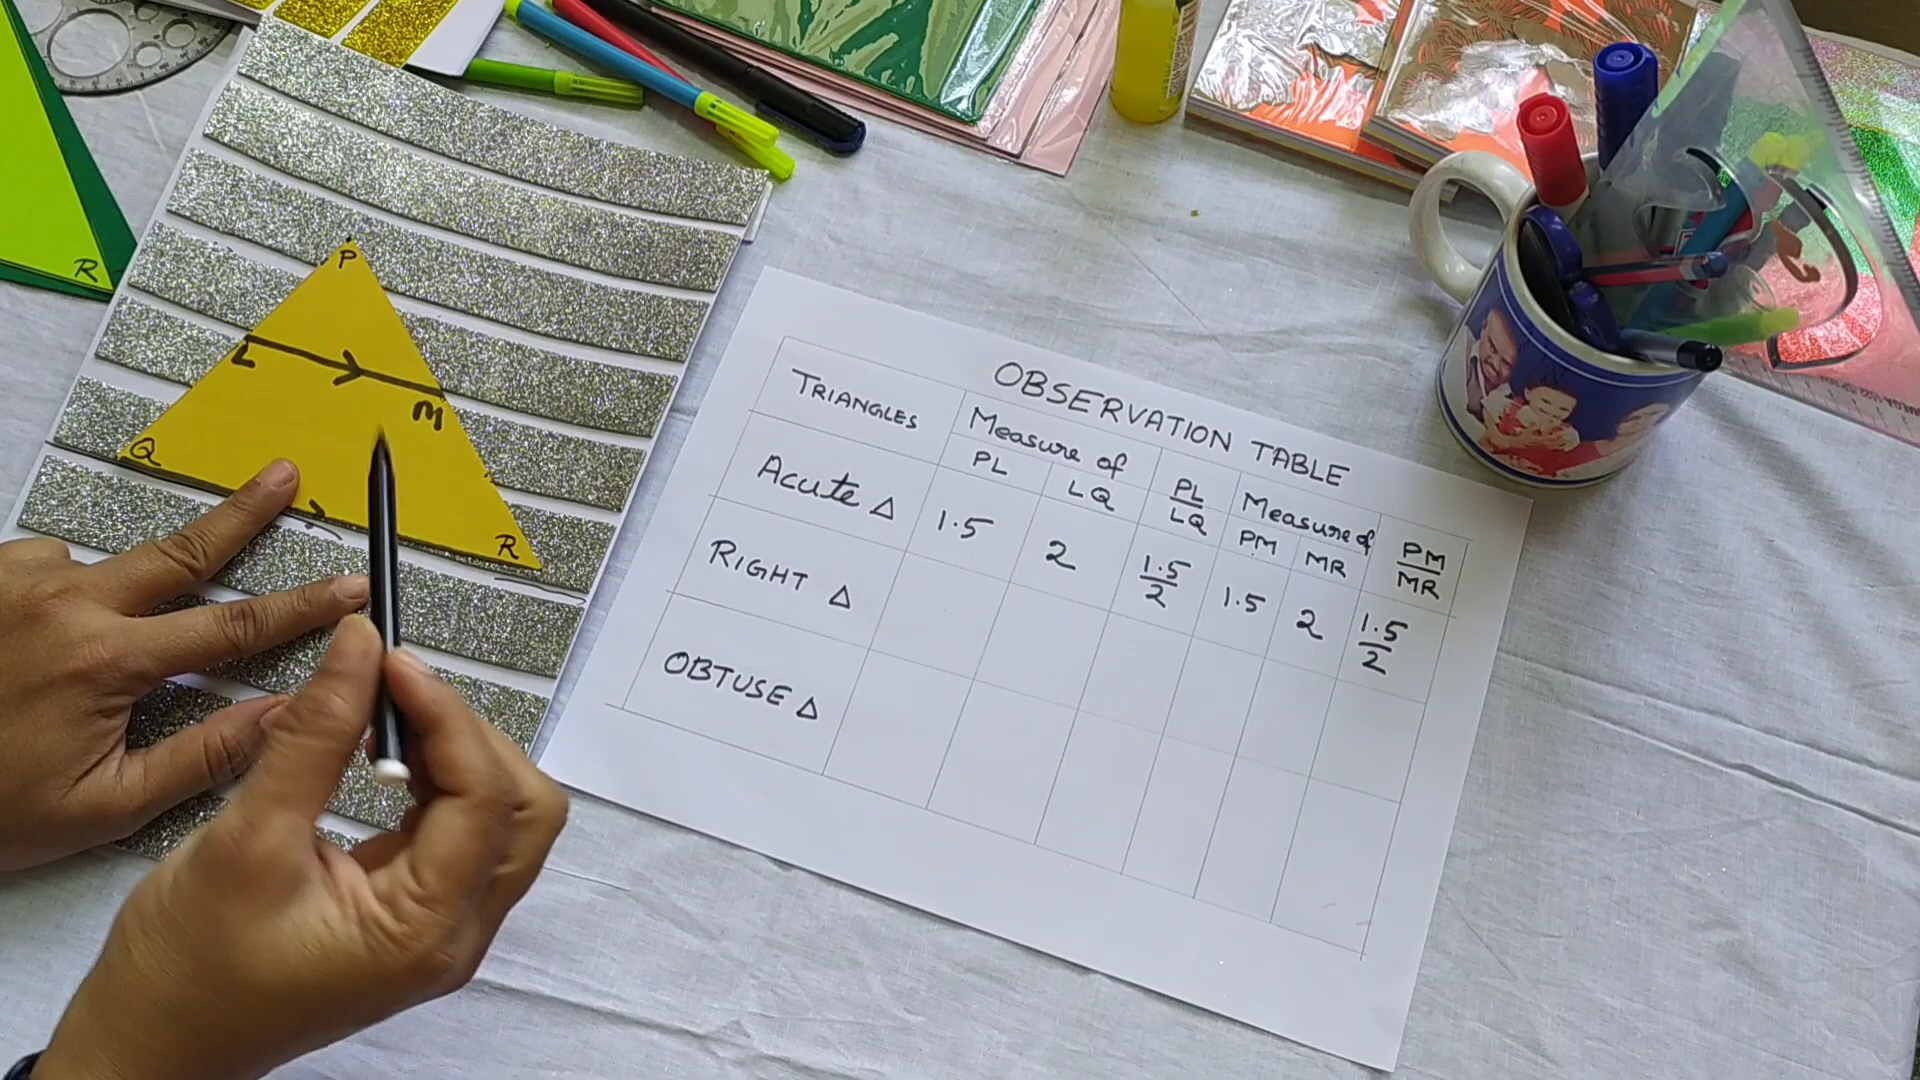 R
P
L
M
Q
R
OBSERVATION TABLE
TRIANGLES
Measure of
PL
LQ
PL
LQ
Measure of
PM
MR
PM
MR
Acute △
1.5
2
1.5
2
1.5
2
1.5
2
RIGHT △
OBTUSE △